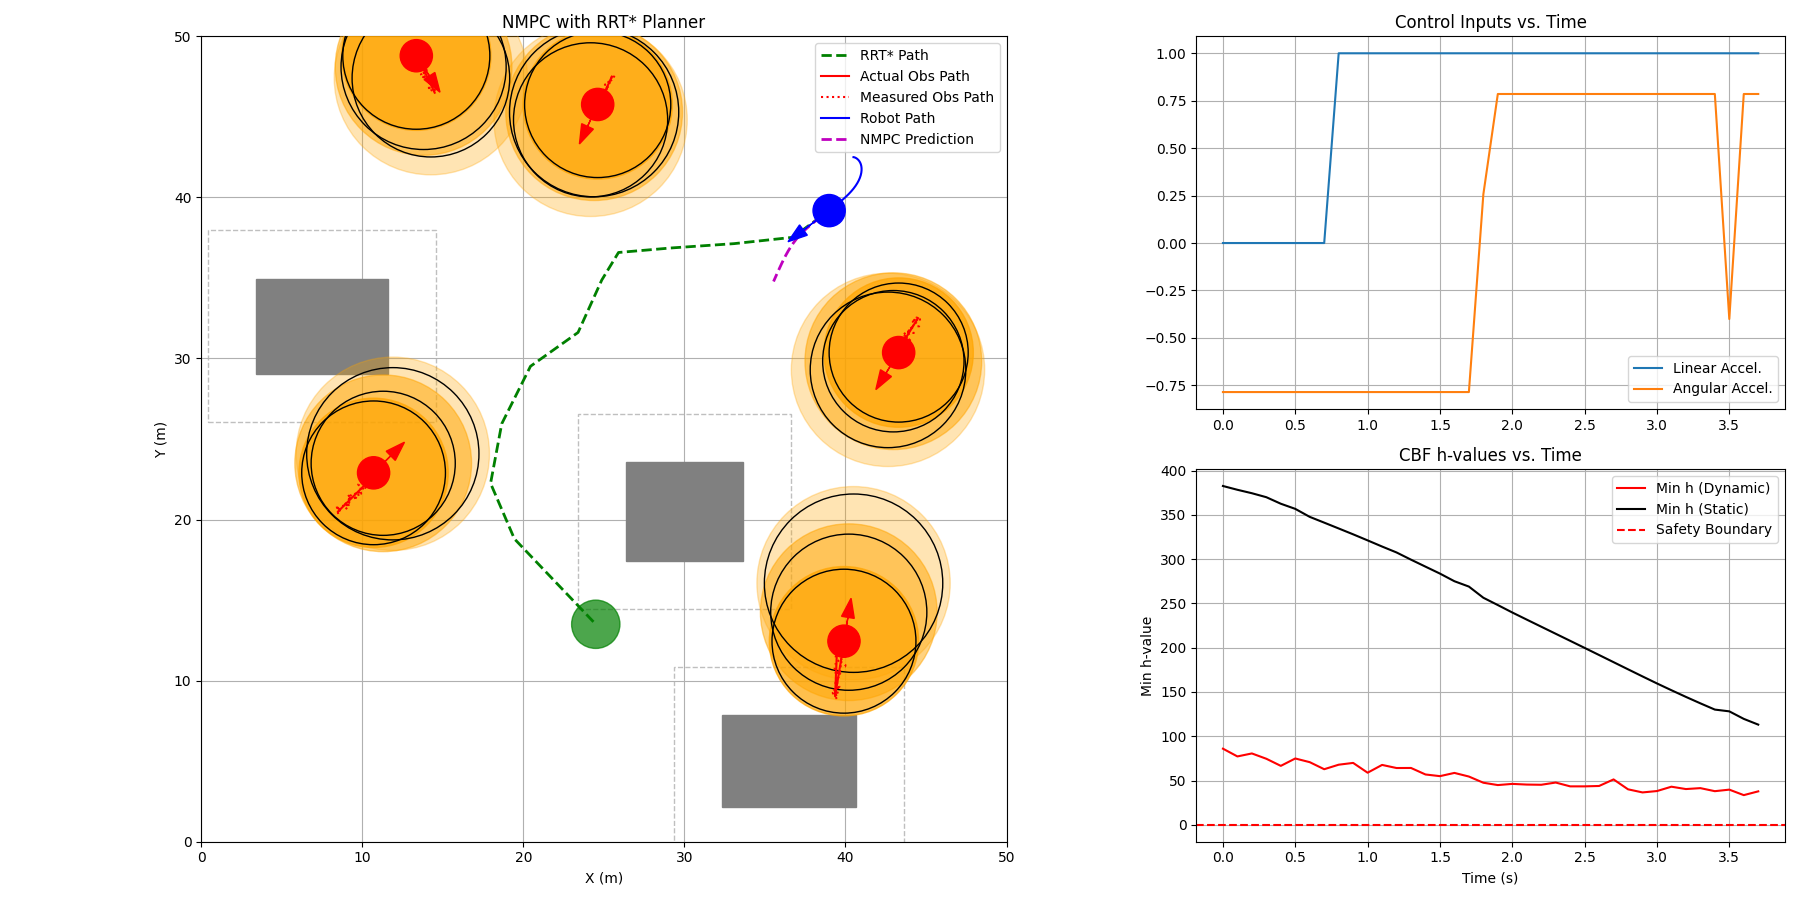 NMPC with RRT* Planner
50
40
30
20
10
0
Y (m)
0 10 20 30 40 50
X (m)
RRT* Path
Actual Obs Path
Measured Obs Path
Robot Path
NMPC Prediction
Control Inputs vs. Time
1.00
0.75
0.50
0.25
0.00
−0.25
−0.50
−0.75
0.0 0.5 1.0 1.5 2.0 2.5 3.0 3.5
Linear Accel.
Angular Accel.
CBF h-values vs. Time
400
350
300
250
200
150
100
50
0
Min h-value
0.0 0.5 1.0 1.5 2.0 2.5 3.0 3.5
Time (s)
Min h (Dynamic)
Min h (Static)
Safety Boundary